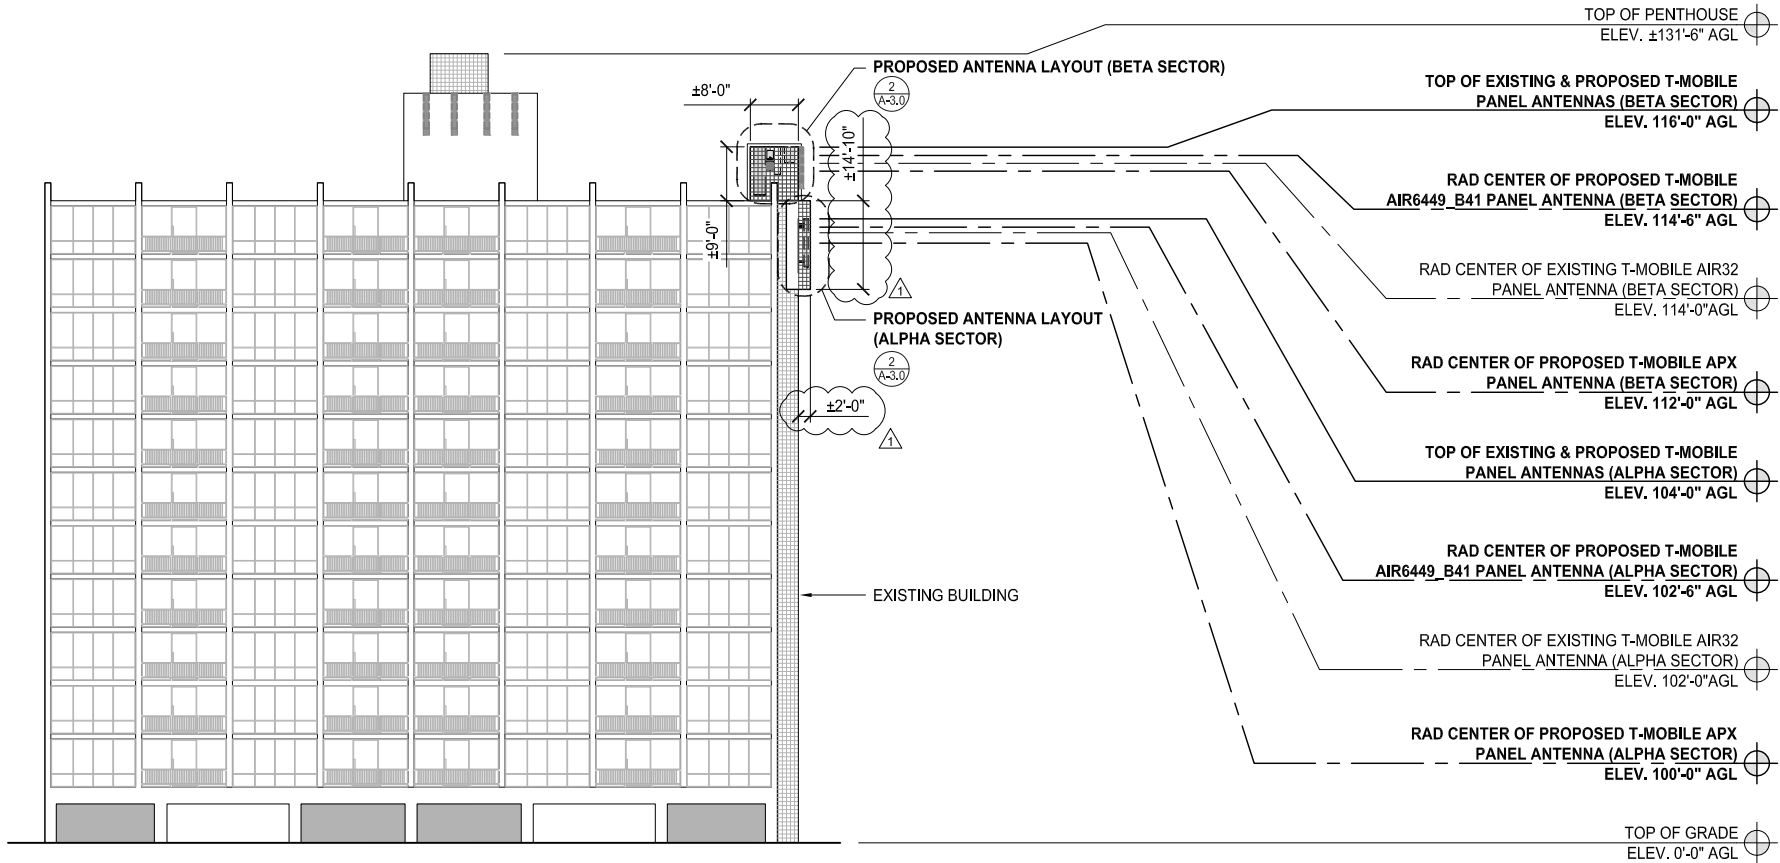 TOP OF PENTHOUSE
ELEV. ±131'-6" AGL
PROPOSED ANTENNA LAYOUT (BETA SECTOR)
2
A-3.0
±8'-0"
±14'-10"
±9'-0"
TOP OF EXISTING & PROPOSED T-MOBILE
PANEL ANTENNAS (BETA SECTOR)
ELEV. 116'-0" AGL
RAD CENTER OF PROPOSED T-MOBILE
AIR6449_B41 PANEL ANTENNA (BETA SECTOR)
ELEV. 114'-6" AGL
RAD CENTER OF EXISTING T-MOBILE AIR32
PANEL ANTENNA (BETA SECTOR)
ELEV. 114'-0"AGL
1
PROPOSED ANTENNA LAYOUT
(ALPHA SECTOR)
2
A-3.0
±2'-0"
1
RAD CENTER OF PROPOSED T-MOBILE APX
PANEL ANTENNA (BETA SECTOR)
ELEV. 112'-0" AGL
TOP OF EXISTING & PROPOSED T-MOBILE
PANEL ANTENNAS (ALPHA SECTOR)
ELEV. 104'-0" AGL
RAD CENTER OF PROPOSED T-MOBILE
AIR6449_B41 PANEL ANTENNA (ALPHA SECTOR)
ELEV. 102'-6" AGL
EXISTING BUILDING
RAD CENTER OF EXISTING T-MOBILE AIR32
PANEL ANTENNA (ALPHA SECTOR)
ELEV. 102'-0"AGL
RAD CENTER OF PROPOSED T-MOBILE APX
PANEL ANTENNA (ALPHA SECTOR)
ELEV. 100'-0" AGL
TOP OF GRADE
ELEV. 0'-0" AGL